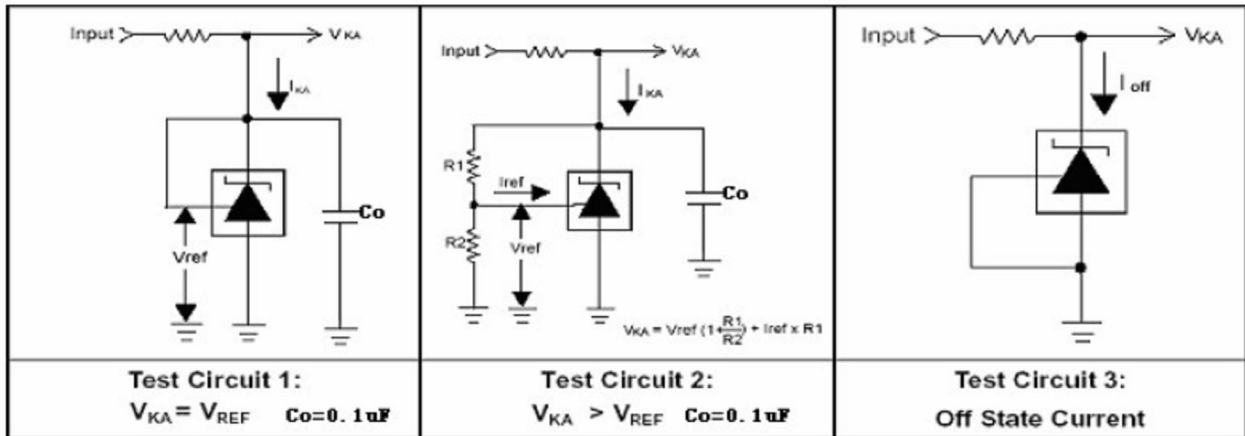 Input
VKA
IKA
Vref
Co
Test Circuit 1:
VKA = VREF Co=0.1uF
Input
VKA
IKA
R1
Iref
R2
Vref
Co
VKA = Vref (1+R1/R2) + Iref x R1
Test Circuit 2:
VKA > VREF Co=0.1uF
Input
VKA
I off
Test Circuit 3:
Off State Current